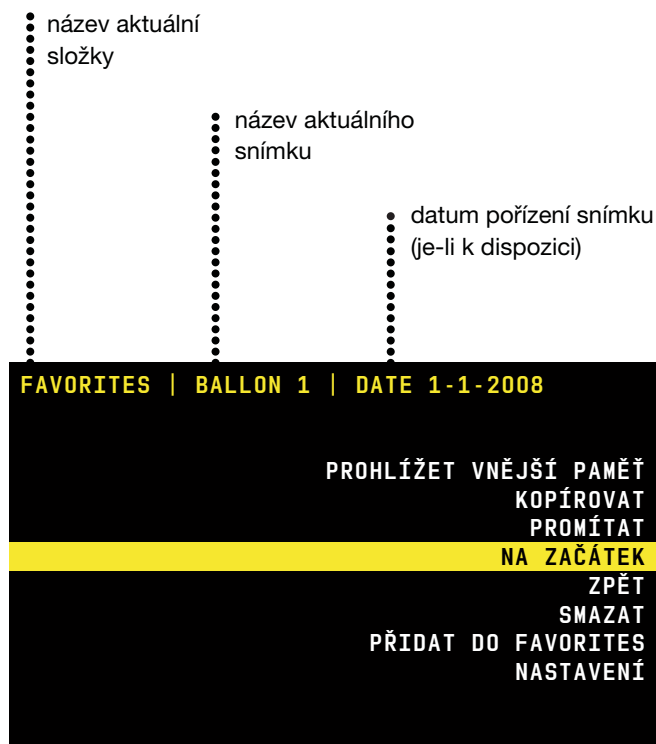 název aktuální
složky
název aktuálního
snímku
datum pořízení snímku
(je-li k dispozici)
FAVORITES | BALLON 1 | DATE 1-1-2008
PROHLÍŽET VNĚJŠÍ PAMĚŤ
KOPÍROVAT
PROMÍTAT
NA ZAČÁTEK
ZPĚT
SMAZAT
PŘIDAT DO FAVORITES
NASTAVENÍ